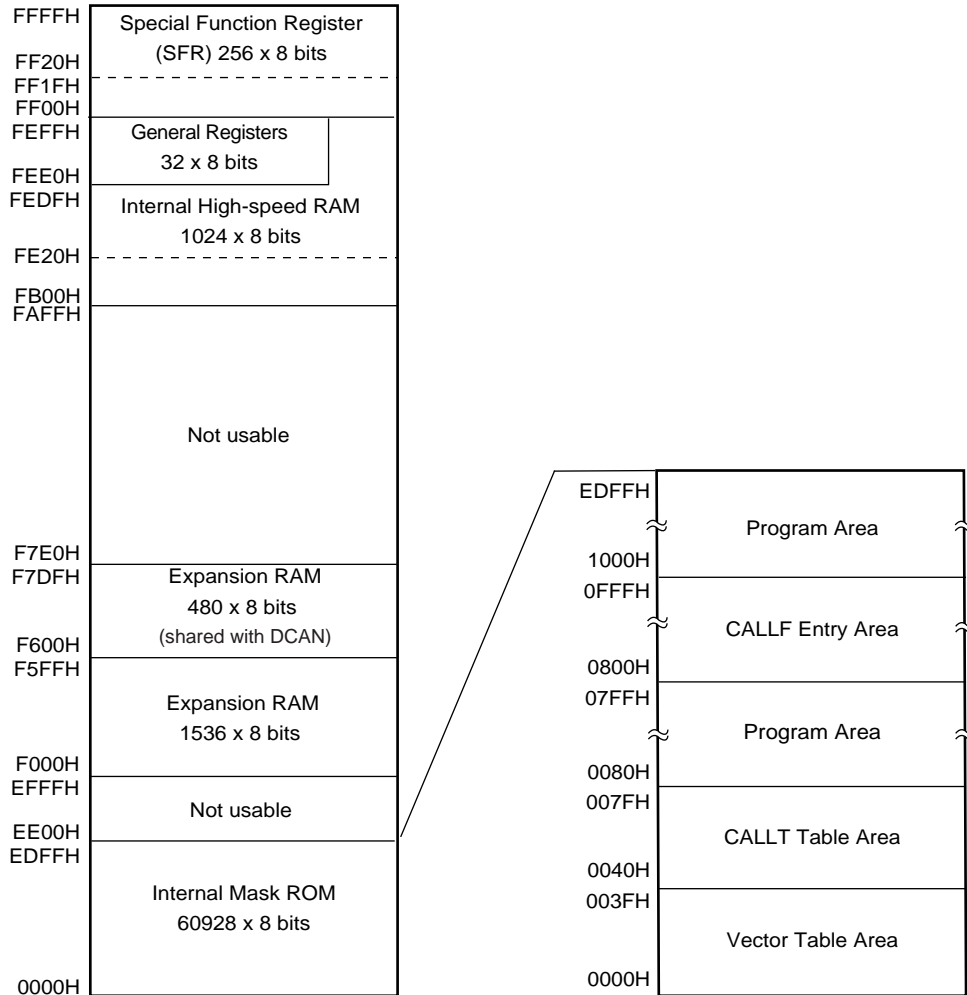 FFFFH
Special Function Register
(SFR) 256 x 8 bits
FF20H
FF1FH
FF00H
FEFFH
General Registers
32 x 8 bits
FEE0H
FEDFH
Internal High-speed RAM
1024 x 8 bits
FE20H
FB00H
FAFFH
Not usable
F7E0H
F7DFH
Expansion RAM
480 x 8 bits
(shared with DCAN)
F600H
F5FFH
Expansion RAM
1536 x 8 bits
F000H
EFFFH
Not usable
EE00H
EDFFH
Internal Mask ROM
60928 x 8 bits
0000H
EDFFH
Program Area
1000H
0FFFH
CALLF Entry Area
0800H
07FFH
Program Area
0080H
007FH
CALLT Table Area
0040H
003FH
Vector Table Area
0000H